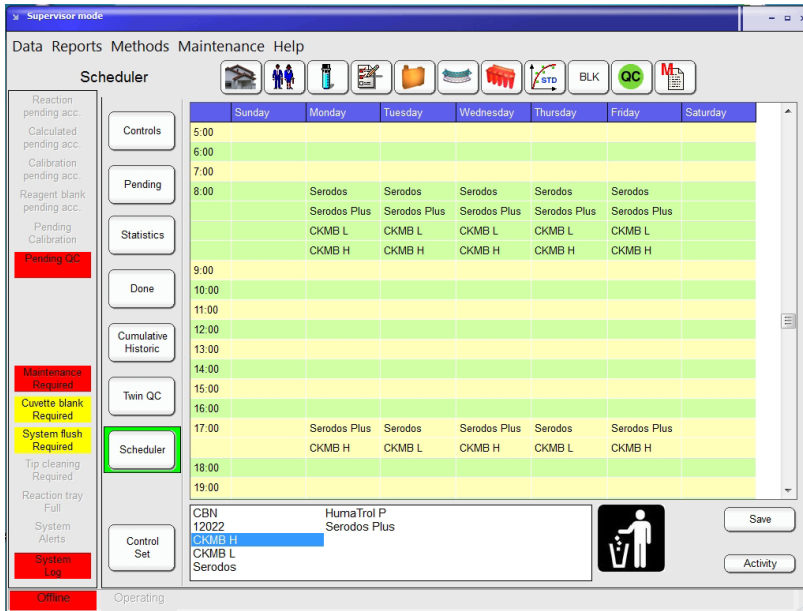 Supervisor mode
Data Reports Methods Maintenance Help
Scheduler
STD BLK QC M
Reaction
pending acc.
Calculated
pending acc.
Calibration
pending acc.
Reagent blank
pending acc.
Pending
Calibration
Pending QC
Maintenance
Required
Cuvette blank
Required
System flush
Required
Tip cleaning
Required
Reaction tray
Full
System
Alerts
System
Log
Controls
Pending
Statistics
Done
Cumulative
Historic
Twin QC
Scheduler
Control
Set
Sunday Monday Tuesday Wednesday Thursday Friday Saturday
5:00
6:00
7:00
8:00 Serodos Serodos Serodos Serodos Serodos
Serodos Plus Serodos Plus Serodos Plus Serodos Plus Serodos Plus
CKMB L CKMB L CKMB L CKMB L CKMB L
CKMB H CKMB H CKMB H CKMB H CKMB H
9:00
10:00
11:00
12:00
13:00
14:00
15:00
16:00
17:00 Serodos Plus Serodos Serodos Plus Serodos Serodos Plus
CKMB H CKMB L CKMB H CKMB L CKMB H
18:00
19:00
CBN HumaTrol P
12022 Serodos Plus
CKMB H
CKMB L
Serodos
Save
Activity
Offline Operating